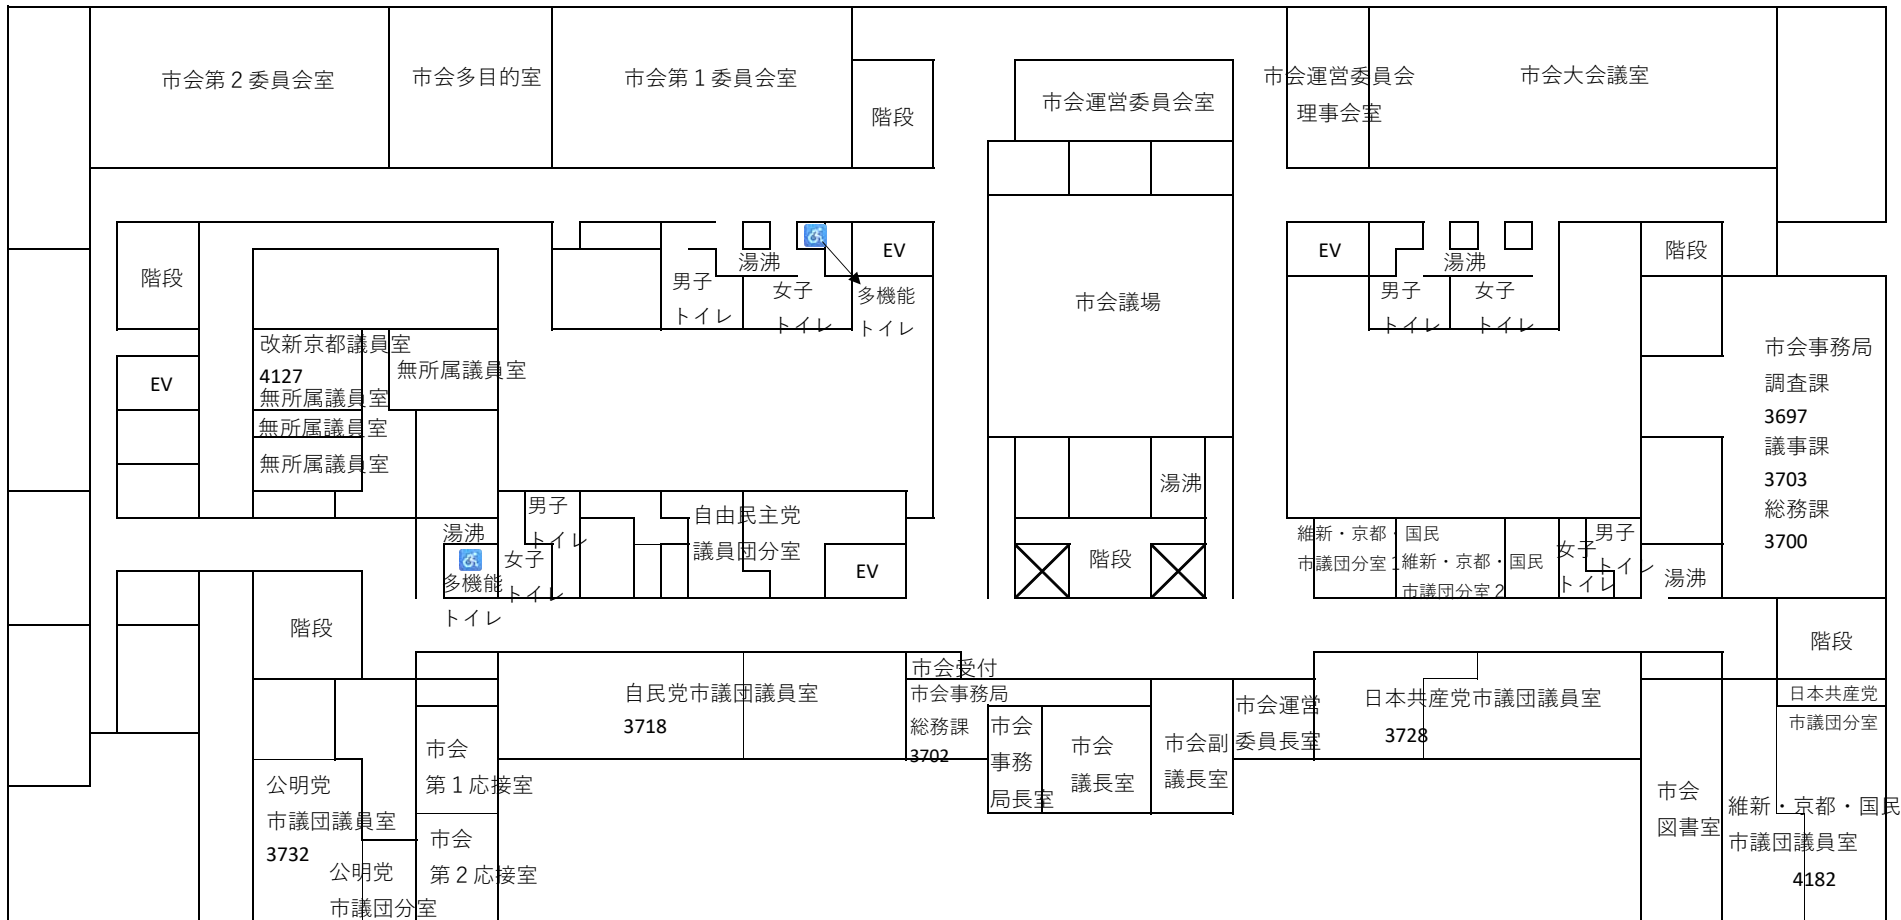 市会第２委員会室
市会多目的室
市会第１委員会室
階段
市会運営委員会室
市会運営委員会
理事会室
市会大会議室
階段
湯沸
男子
トイレ
女子
トイレ
EV
多機能
トイレ
市会議場
EV
湯沸
男子
トイレ
女子
トイレ
階段
改新京都議員室
4127
無所属議員室
無所属議員室
無所属議員室
無所属議員室
EV
市会事務局
調査課
3697
議事課
3703
総務課
3700
湯沸
男子
トイレ
女子
トイレ
多機能
トイレ
自由民主党
議員団分室
EV
湯沸
階段
維新・京都・国民
市議団分室1
維新・京都・国民
市議団分室２
女子
トイレ
男子
トイレ
湯沸
階段
自民党市議団議員室
3718
市会受付
市会事務局
総務課
3702
市会
事務
局長室
市会
議長室
市会副
議長室
市会運営
委員長室
日本共産党市議団議員室
3728
階段
日本共産党
市議団分室
市会
第１応接室
市会
第２応接室
公明党
市議団議員室
3732
公明党
市議団分室
市会
図書室
維新・京都・国民
市議団議員室
4182